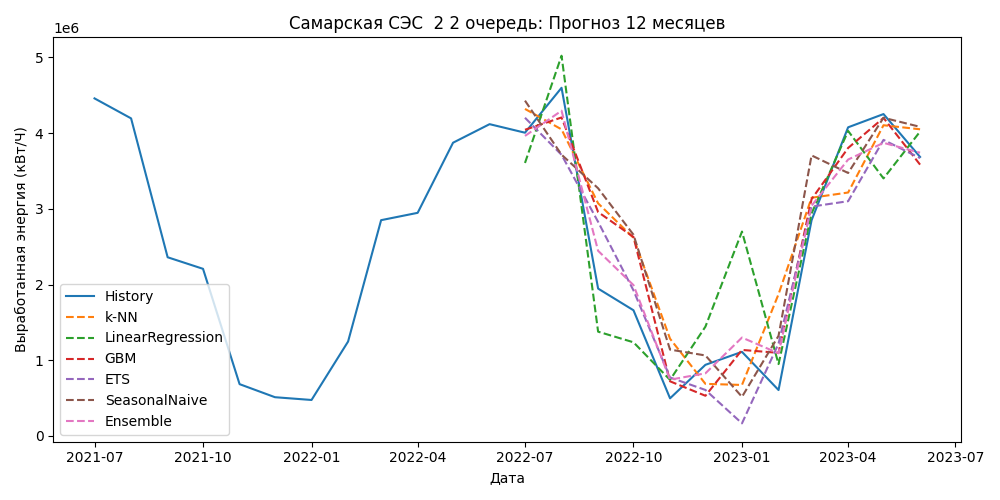 Самарская СЭС  2 2 очередь: Прогноз 12 месяцев
1e6
5
4
3
2
1
0
Выработанная энергия (кВт/Ч)
History
k-NN
LinearRegression
GBM
ETS
SeasonalNaive
Ensemble
2021-07 2021-10 2022-01 2022-04 2022-07 2022-10 2023-01 2023-04 2023-07
Дата